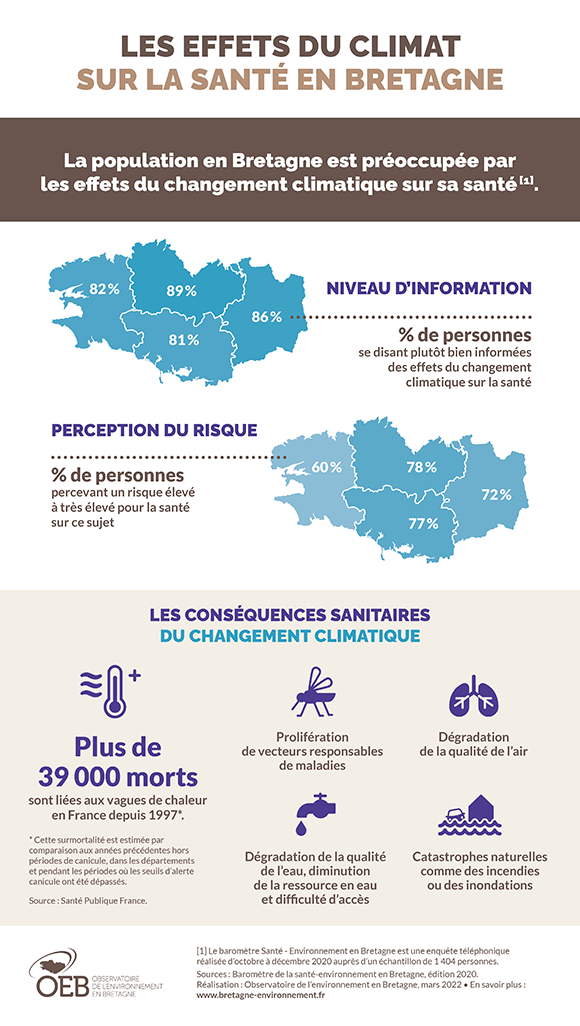 LES EFFETS DU CLIMAT
SUR LA SANTÉ EN BRETAGNE
La population en Bretagne est préoccupée par
les effets du changement climatique sur sa santé [1].
82 %
89 %
86 %
81 %
NIVEAU D'INFORMATION
% de personnes
se disant plutôt bien informées
des effets du changement
climatique sur la santé
PERCEPTION DU RISQUE
% de personnes
percevant un risque élevé
à très élevé pour la santé
sur ce sujet
60 %
78 %
72 %
77 %
LES CONSÉQUENCES SANITAIRES
DU CHANGEMENT CLIMATIQUE
Plus de
39 000 morts
sont liées aux vagues de chaleur
en France depuis 1997*.
* Cette surmortalité est estimée par
comparaison aux années précédentes hors
périodes de canicule, dans les départements
et pendant les périodes où les seuils d'alerte
canicule ont été dépassés.
Source : Santé Publique France.
Prolifération
de vecteurs responsables
de maladies
Dégradation
de la qualité de l'air
Dégradation de la qualité
de l'eau, diminution
de la ressource en eau
et difficulté d'accès
Catastrophes naturelles
comme des incendies
ou des inondations
OEB
OBSERVATOIRE
DE L'ENVIRONNEMENT
EN BRETAGNE
[1] Le baromètre Santé - Environnement en Bretagne est une enquête téléphonique
réalisée d'octobre à décembre 2020 auprès d'un échantillon de 1 404 personnes.
Sources : Baromètre de la santé-environnement en Bretagne, édition 2020.
Réalisation : Observatoire de l'environnement en Bretagne, mars 2022 • En savoir plus :
www.bretagne-environnement.fr